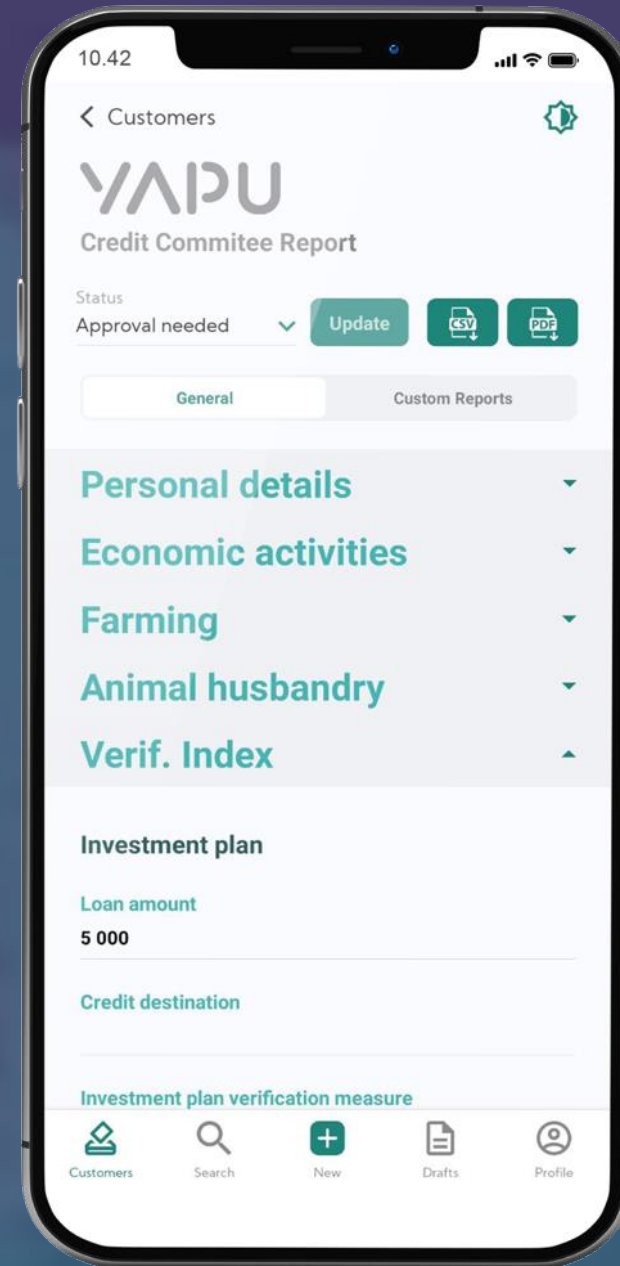 10.42
Customers
YAPU
Credit Commitee Report
Status
Approval needed
Update
CSV
PDF
General
Custom Reports
Personal details
Economic activities
Farming
Animal husbandry
Verif. Index
Investment plan
Loan amount
5 000
Credit destination
Investment plan verification measure
Customers
Search
New
Drafts
Profile